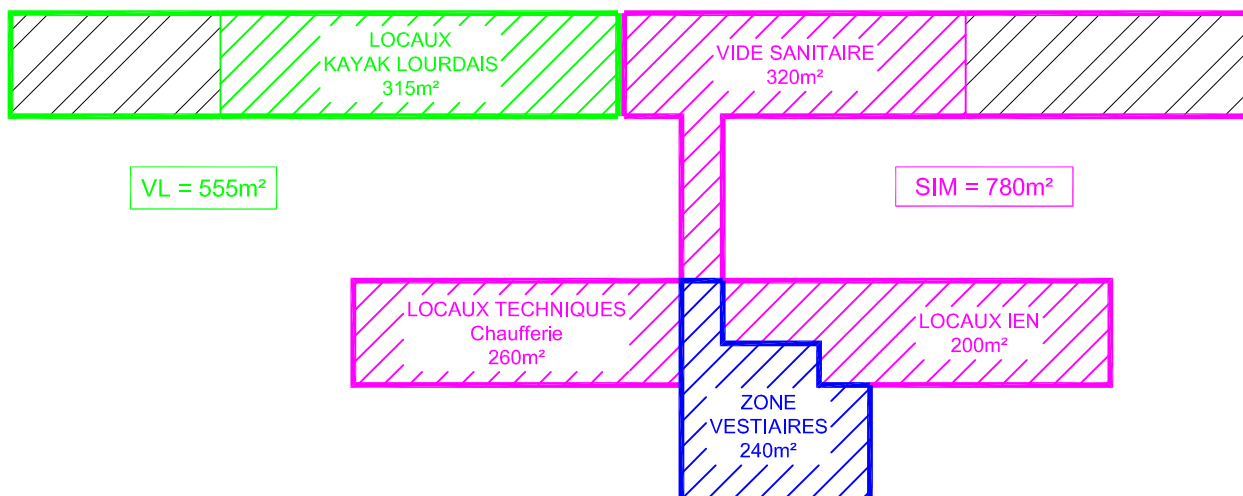 LOCAUX
KAYAK LOURDAIS
315m²
VIDE SANITAIRE
320m²
VL = 555m²
SIM = 780m²
LOCAUX TECHNIQUES
Chaufferie
260m²
LOCAUX IEN
200m²
ZONE
VESTIAIRES
240m²